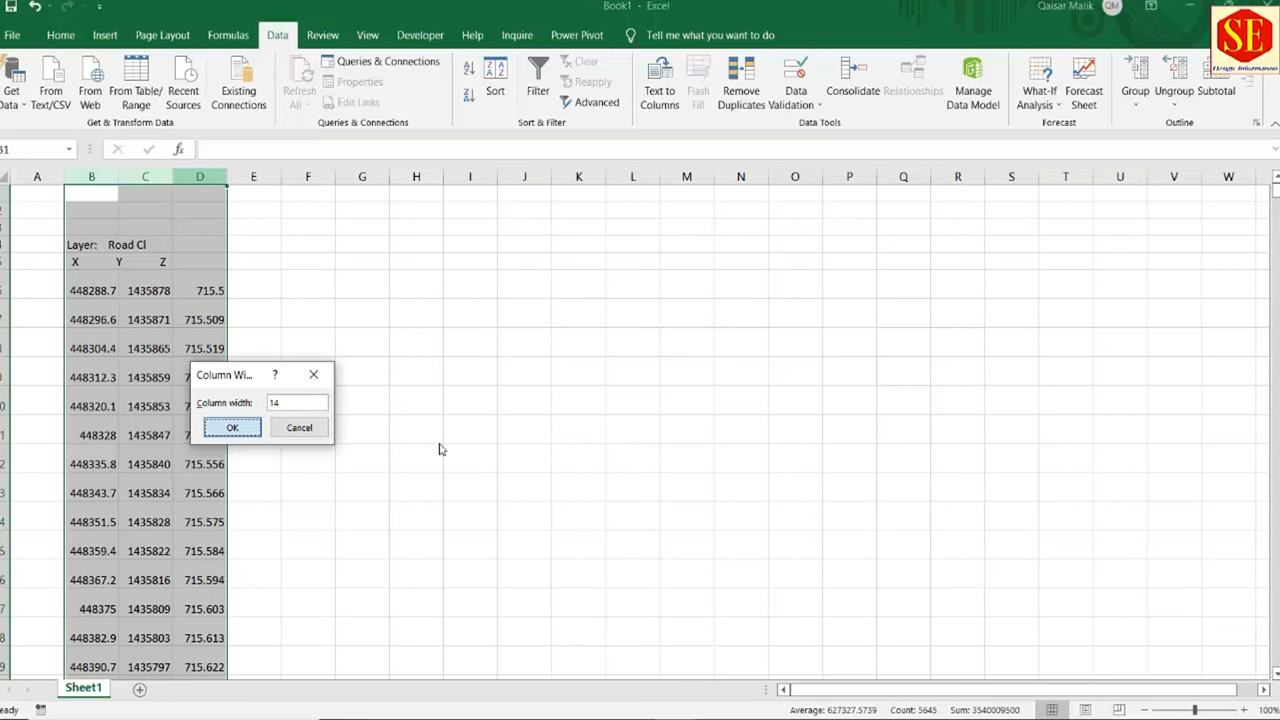 Book1 - Excel
Qaisar Malik QM
SE
Design Information
File Home Insert Page Layout Formulas Data Review View Developer Help Inquire Power Pivot Tell me what you want to do
Get Data
From Text/CSV
From Web
From Table/ Range
Recent Sources
Existing Connections
Get & Transform Data
Refresh All
Queries & Connections
Properties
Edit Links
Queries & Connections
Sort
Filter
Clear
Reapply
Advanced
Sort & Filter
Text to Columns
Flash Fill
Remove Duplicates
Data Validation
Consolidate
Relationships
Manage Data Model
Data Tools
What-If Analysis
Forecast Sheet
Forecast
Group
Ungroup
Subtotal
Outline
B1 fx
A B C D E F G H I J K L M N O P Q R S T U V W
Layer: Road Cl
X Y Z
448288.7 1435878 715.5
448296.6 1435871 715.509
448304.4 1435865 715.519
448312.3 1435859 7
448320.1 1435853
448328 1435847
448335.8 1435840 715.556
448343.7 1435834 715.566
448351.5 1435828 715.575
448359.4 1435822 715.584
448367.2 1435816 715.594
448375 1435809 715.603
448382.9 1435803 715.613
448390.7 1435797 715.622
Column Wi... ?
Column width: 14
OK Cancel
Sheet1
eady Average: 627327.5739 Count: 5645 Sum: 3540009500 100%